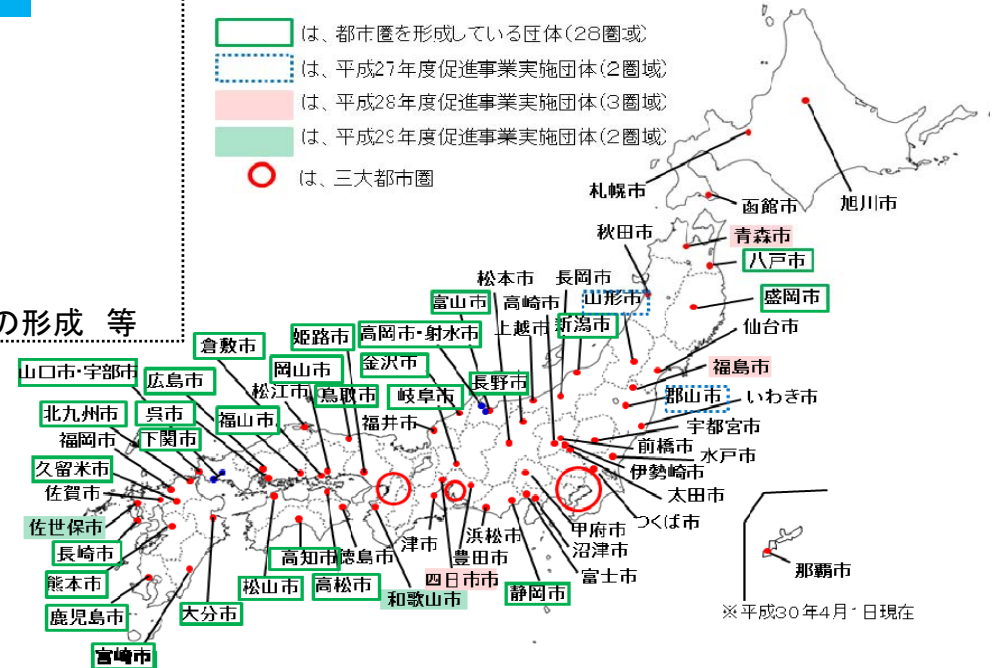 は、都市圏を形成している団体(28圏域)
は、平成27年度促進事業実施団体(2圏域)
は、平成28年度促進事業実施団体(3圏域)
は、平成29年度促進事業実施団体(2圏域)
は、三大都市圏
札幌市
旭川市
函館市
秋田市
青森市
八戸市
松本市
長岡市
富山市
高崎市
山形市
盛岡市
の形成 等
姫路市
高岡市・射水市
上越市
新潟市
仙台市
倉敷市
山口市・宇部市
広島市
岡山市
金沢市
福島市
松江市
鳥取市
岐阜市
長野市
郡山市
いわき市
北九州市
呉市
福山市
福井市
宇都宮市
福岡市
下関市
前橋市
水戸市
久留米市
伊勢崎市
佐賀市
太田市
佐世保市
つくば市
甲府市
長崎市
高知市
徳島市
津市
浜松市
豊田市
沼津市
熊本市
松山市
高松市
四日市市
富士市
那覇市
和歌山市
静岡市
鹿児島市
大分市
※平成30年4月1日現在
宮崎市